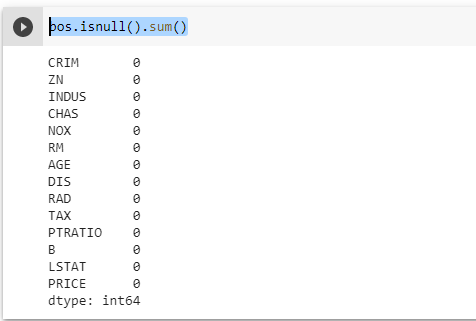 bos.isnull().sum()
CRIM 0
ZN 0
INDUS 0
CHAS 0
NOX 0
RM 0
AGE 0
DIS 0
RAD 0
TAX 0
PTRATIO 0
B 0
LSTAT 0
PRICE 0
dtype: int64